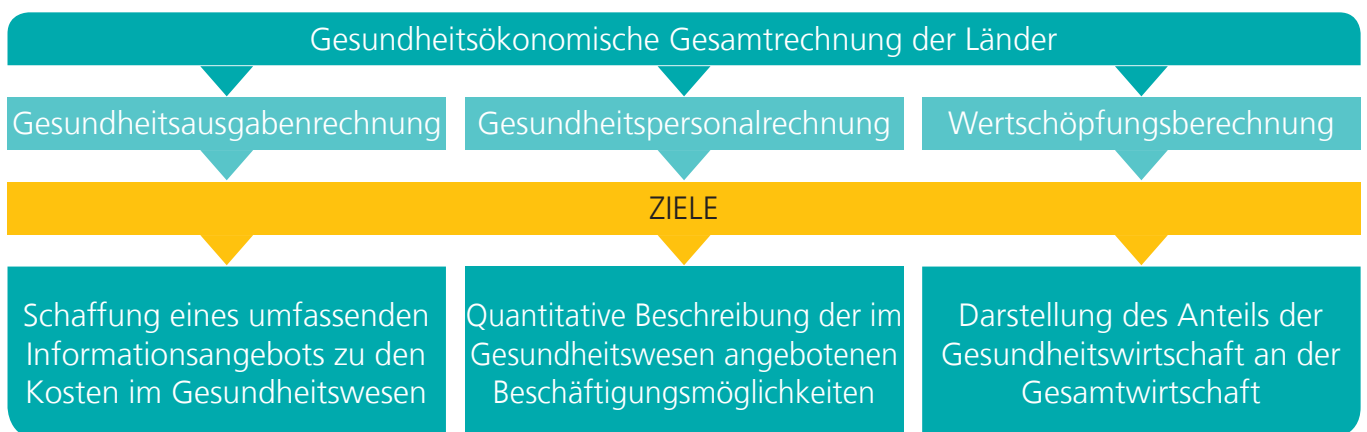 Gesundheitsökonomische Gesamtrechnung der Länder
Gesundheitsausgabenrechnung
Gesundheitspersonalrechnung
Wertschöpfungsberechnung
ZIELE
Schaffung eines umfassenden
Informationsangebots zu den
Kosten im Gesundheitswesen
Quantitative Beschreibung der im
Gesundheitswesen angebotenen
Beschäftigungsmöglichkeiten
Darstellung des Anteils der
Gesundheitswirtschaft an der
Gesamtwirtschaft